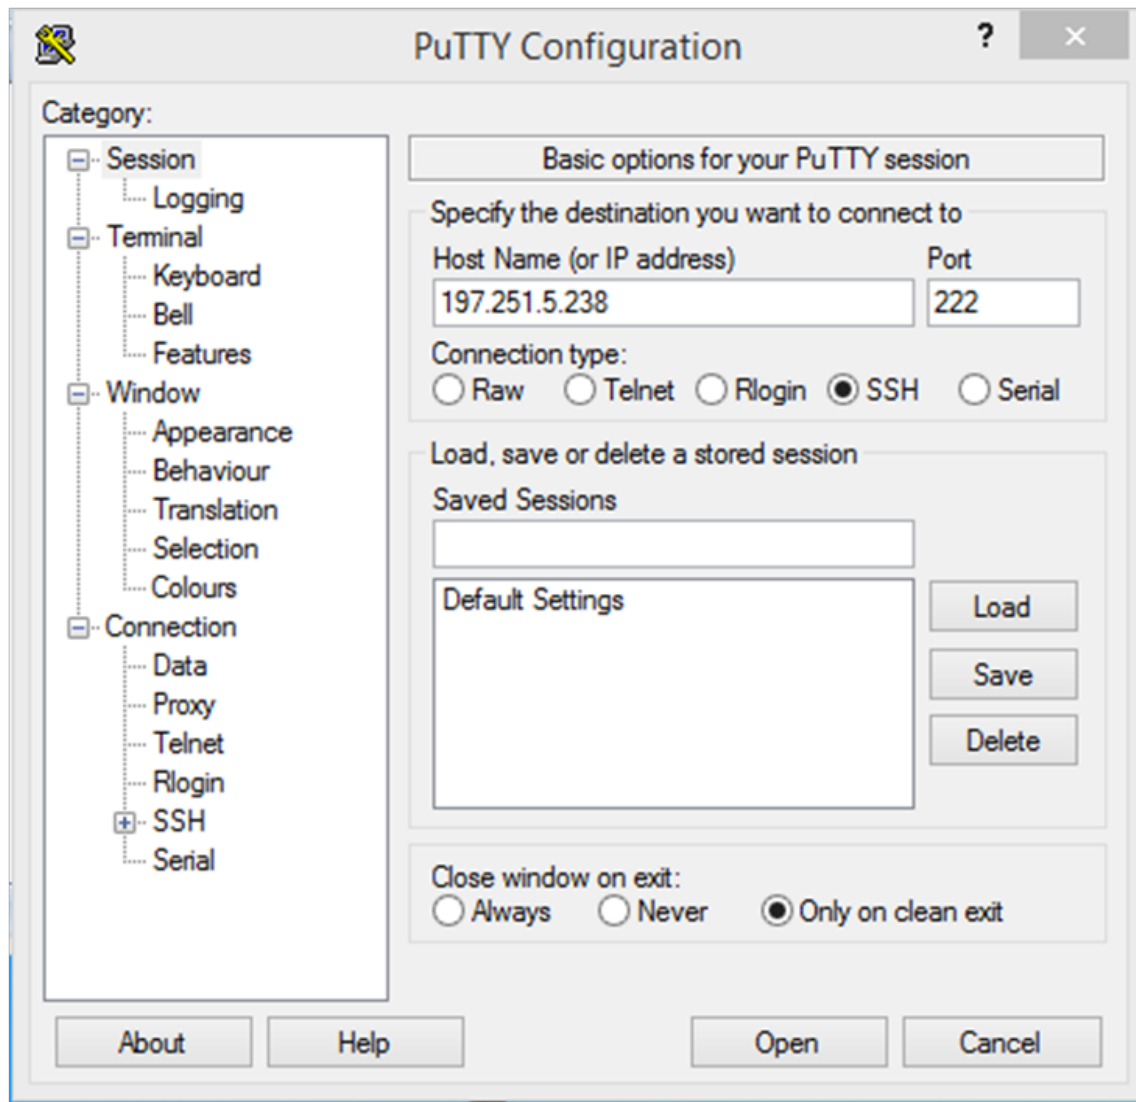 PuTTY Configuration
?
Category:
Session
Logging
Terminal
Keyboard
Bell
Features
Window
Appearance
Behaviour
Translation
Selection
Colours
Connection
Data
Proxy
Telnet
Rlogin
SSH
Serial
Basic options for your PuTTY session
Specify the destination you want to connect to
Host Name (or IP address) Port
197.251.5.238 222
Connection type:
Raw Telnet Rlogin SSH Serial
Load, save or delete a stored session
Saved Sessions
Default Settings
Load
Save
Delete
Close window on exit:
Always Never Only on clean exit
About Help Open Cancel